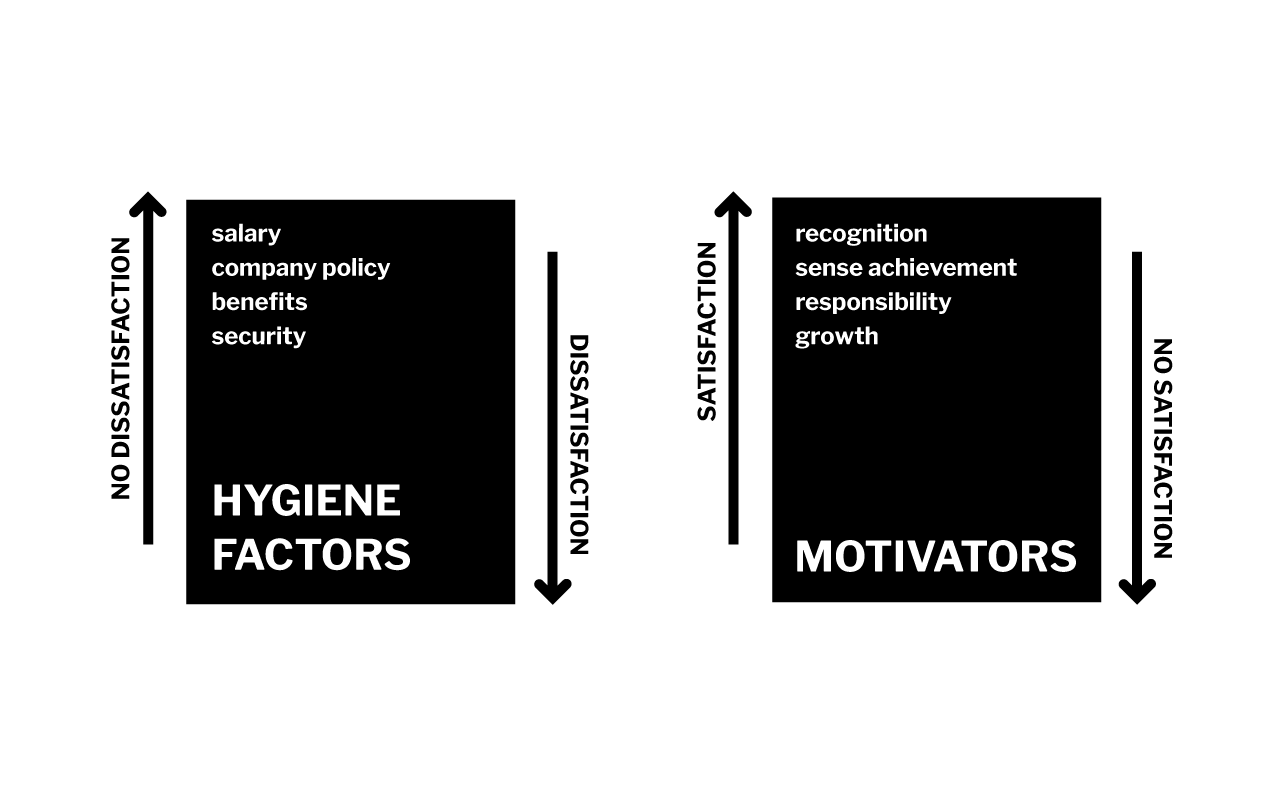 NO DISSATISFACTION
salary
company policy
benefits
security
HYGIENE
FACTORS
DISSATISFACTION
SATISFACTION
recognition
sense achievement
responsibility
growth
MOTIVATORS
NO SATISFACTION